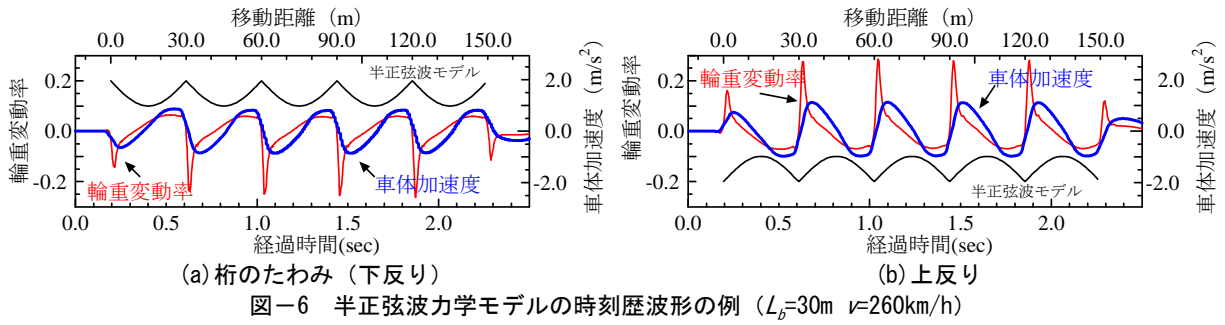 移動距離（m）
0.0 30.0 60.0 90.0 120.0 150.0
輪重変動率
0.2
0.0
-0.2
半正弦波モデル
輪重変動率
車体加速度
2.0
0.0
-2.0
車体加速度（m/s²）
0.0 0.5 1.0 1.5 2.0
経過時間(sec)
(a)桁のたわみ（下反り）
移動距離（m）
0.0 30.0 60.0 90.0 120.0 150.0
輪重変動率
0.2
0.0
-0.2
輪重変動率
車体加速度
半正弦波モデル
2.0
0.0
-2.0
車体加速度（m/s²）
0.0 0.5 1.0 1.5 2.0
経過時間(sec)
(b)上反り
図－6 半正弦波力学モデルの時刻歴波形の例（L_b=30m v=260km/h）